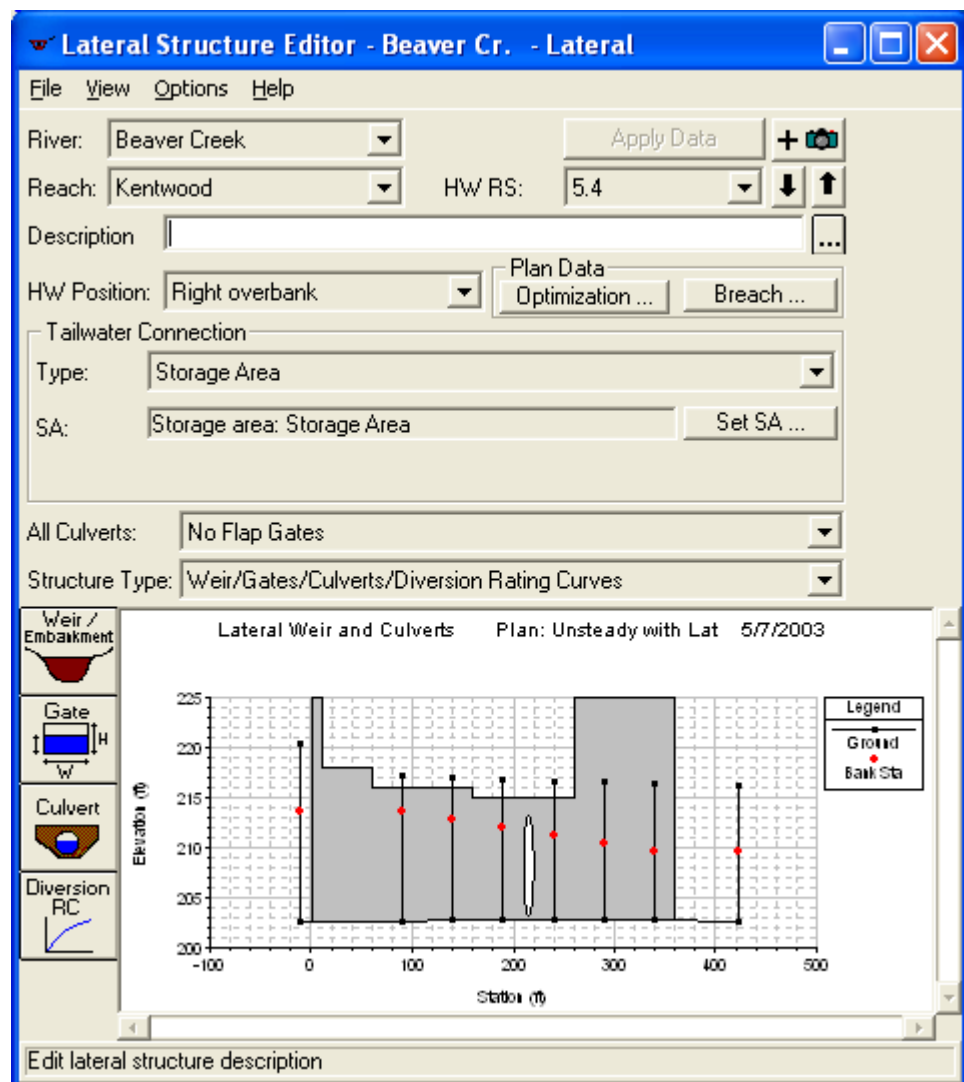 Lateral Structure Editor - Beaver Cr. - Lateral
File View Options Help
River: Beaver Creek Apply Data +
Reach: Kentwood HW RS: 5.4
Description ...
HW Position: Right overbank
Plan Data
Optimization ... Breach ...
Tailwater Connection
Type: Storage Area
SA: Storage area: Storage Area Set SA ...
All Culverts: No Flap Gates
Structure Type: Weir/Gates/Culverts/Diversion Rating Curves
Weir / Embankment
Gate
H
W
Culvert
Diversion RC
Lateral Weir and Culverts Plan: Unsteady with Lat 5/7/2003
225
220
215
210
205
200
Elevation (ft)
-100 0 100 200 300 400 500
Station (ft)
Legend
Ground
Bank Sta
Edit lateral structure description